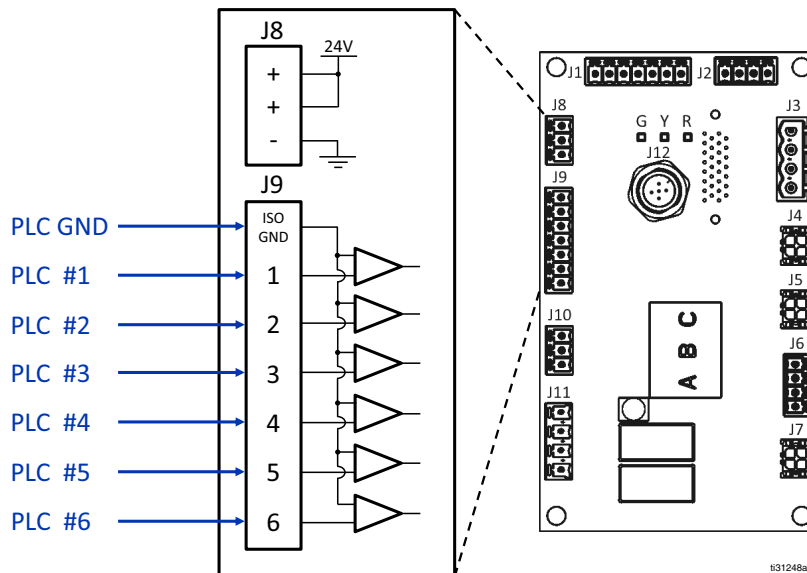 J8
24V
+
+
-
J9
ISO
GND
1
2
3
4
5
6
PLC GND
PLC #1
PLC #2
PLC #3
PLC #4
PLC #5
PLC #6
J1
J2
J8
G Y R
J3
J12
J9
J4
J5
J10
A B C
J6
J11
J7
ti31248a